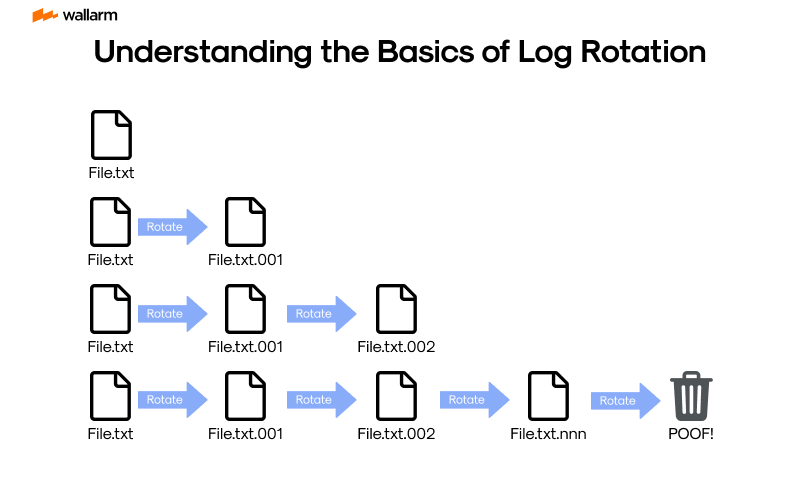 wallarm
Understanding the Basics of Log Rotation
File.txt
Rotate
File.txt File.txt.001
Rotate Rotate
File.txt File.txt.001 File.txt.002
Rotate Rotate Rotate Rotate
File.txt File.txt.001 File.txt.002 File.txt.nnn POOF!